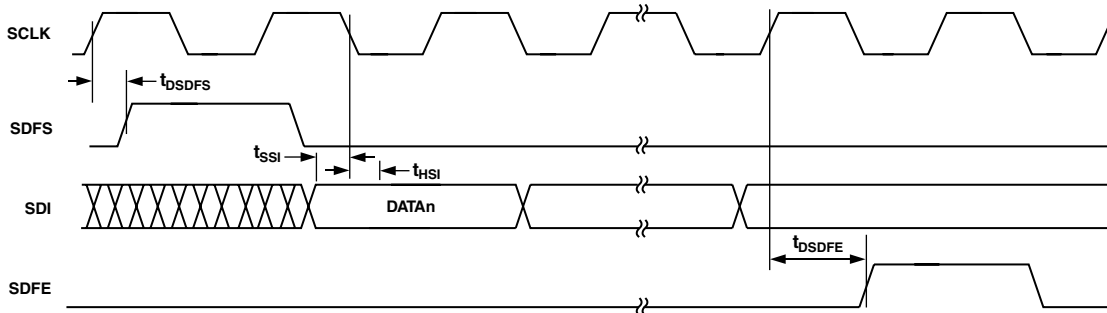 SCLK
tDSDFS
SDFS
tSSI
tHSI
SDI
DATAn
tDSDFE
SDFE